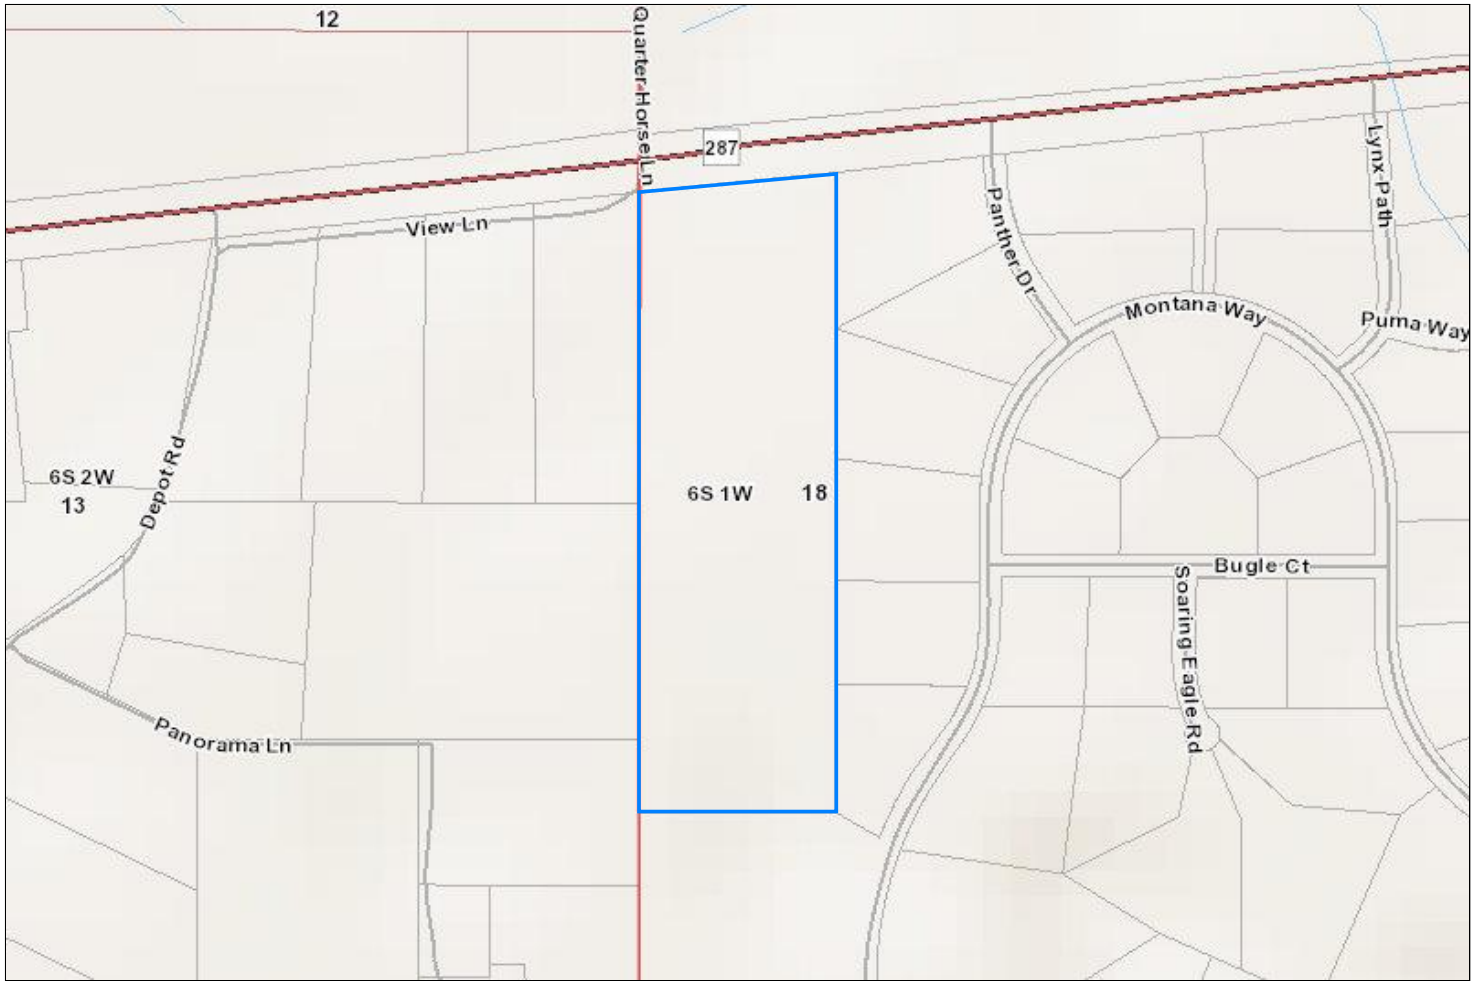 12
Quarter Horse Ln
287
View Ln
Panther Dr
Lynx Path
Montana Way
Puma Way
6S 2W
13
Depot Rd
6S 1W 18
Bugle Ct
Soaring Eagle Rd
Panorama Ln